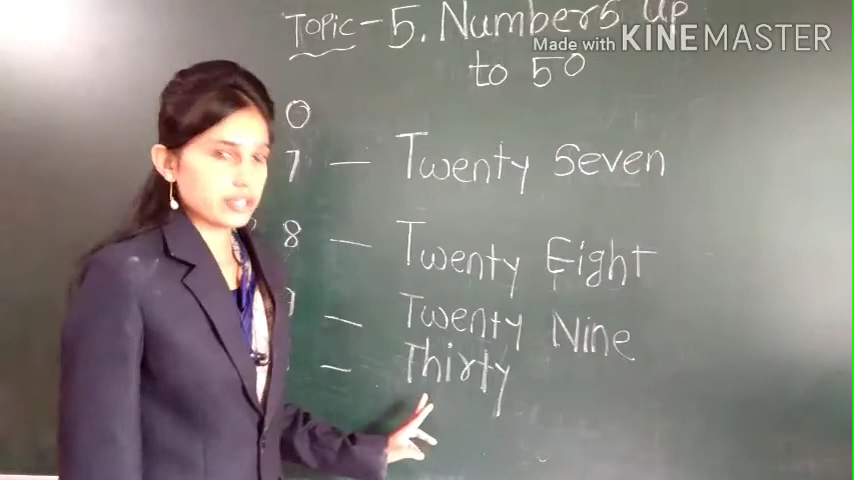 Topic - 5. Numbers up
Made with KINEMASTER
to 50
0
7 — Twenty Seven
8 — Twenty Eight
— Twenty Nine
— Thirty